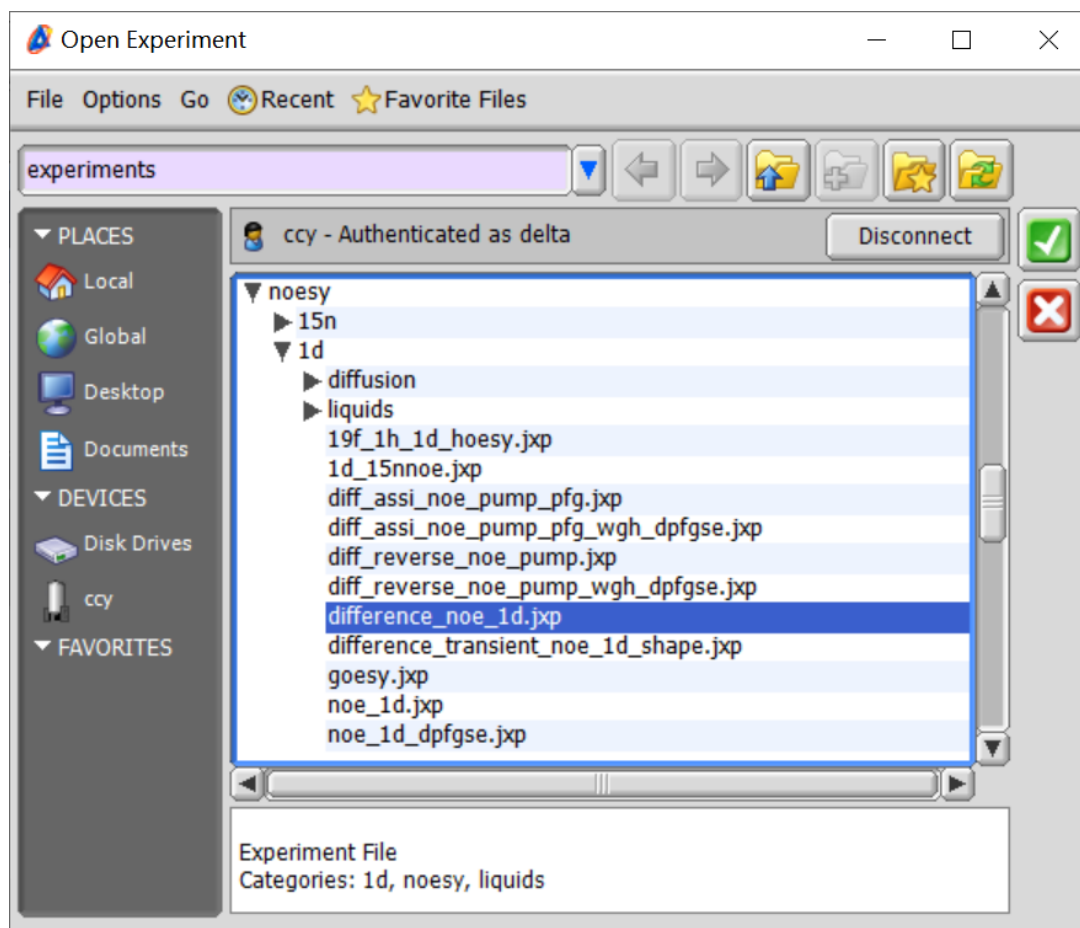 Open Experiment
File Options Go Recent Favorite Files
experiments
PLACES
Local
Global
Desktop
Documents
DEVICES
Disk Drives
ccy
FAVORITES
ccy - Authenticated as delta
Disconnect
noesy
15n
1d
diffusion
liquids
19f_1h_1d_hoesy.jxp
1d_15nnoe.jxp
diff_assi_noe_pump_pfg.jxp
diff_assi_noe_pump_pfg_wgh_dpfgse.jxp
diff_reverse_noe_pump.jxp
diff_reverse_noe_pump_wgh_dpfgse.jxp
difference_noe_1d.jxp
difference_transient_noe_1d_shape.jxp
goesy.jxp
noe_1d.jxp
noe_1d_dpfgse.jxp
Experiment File
Categories: 1d, noesy, liquids